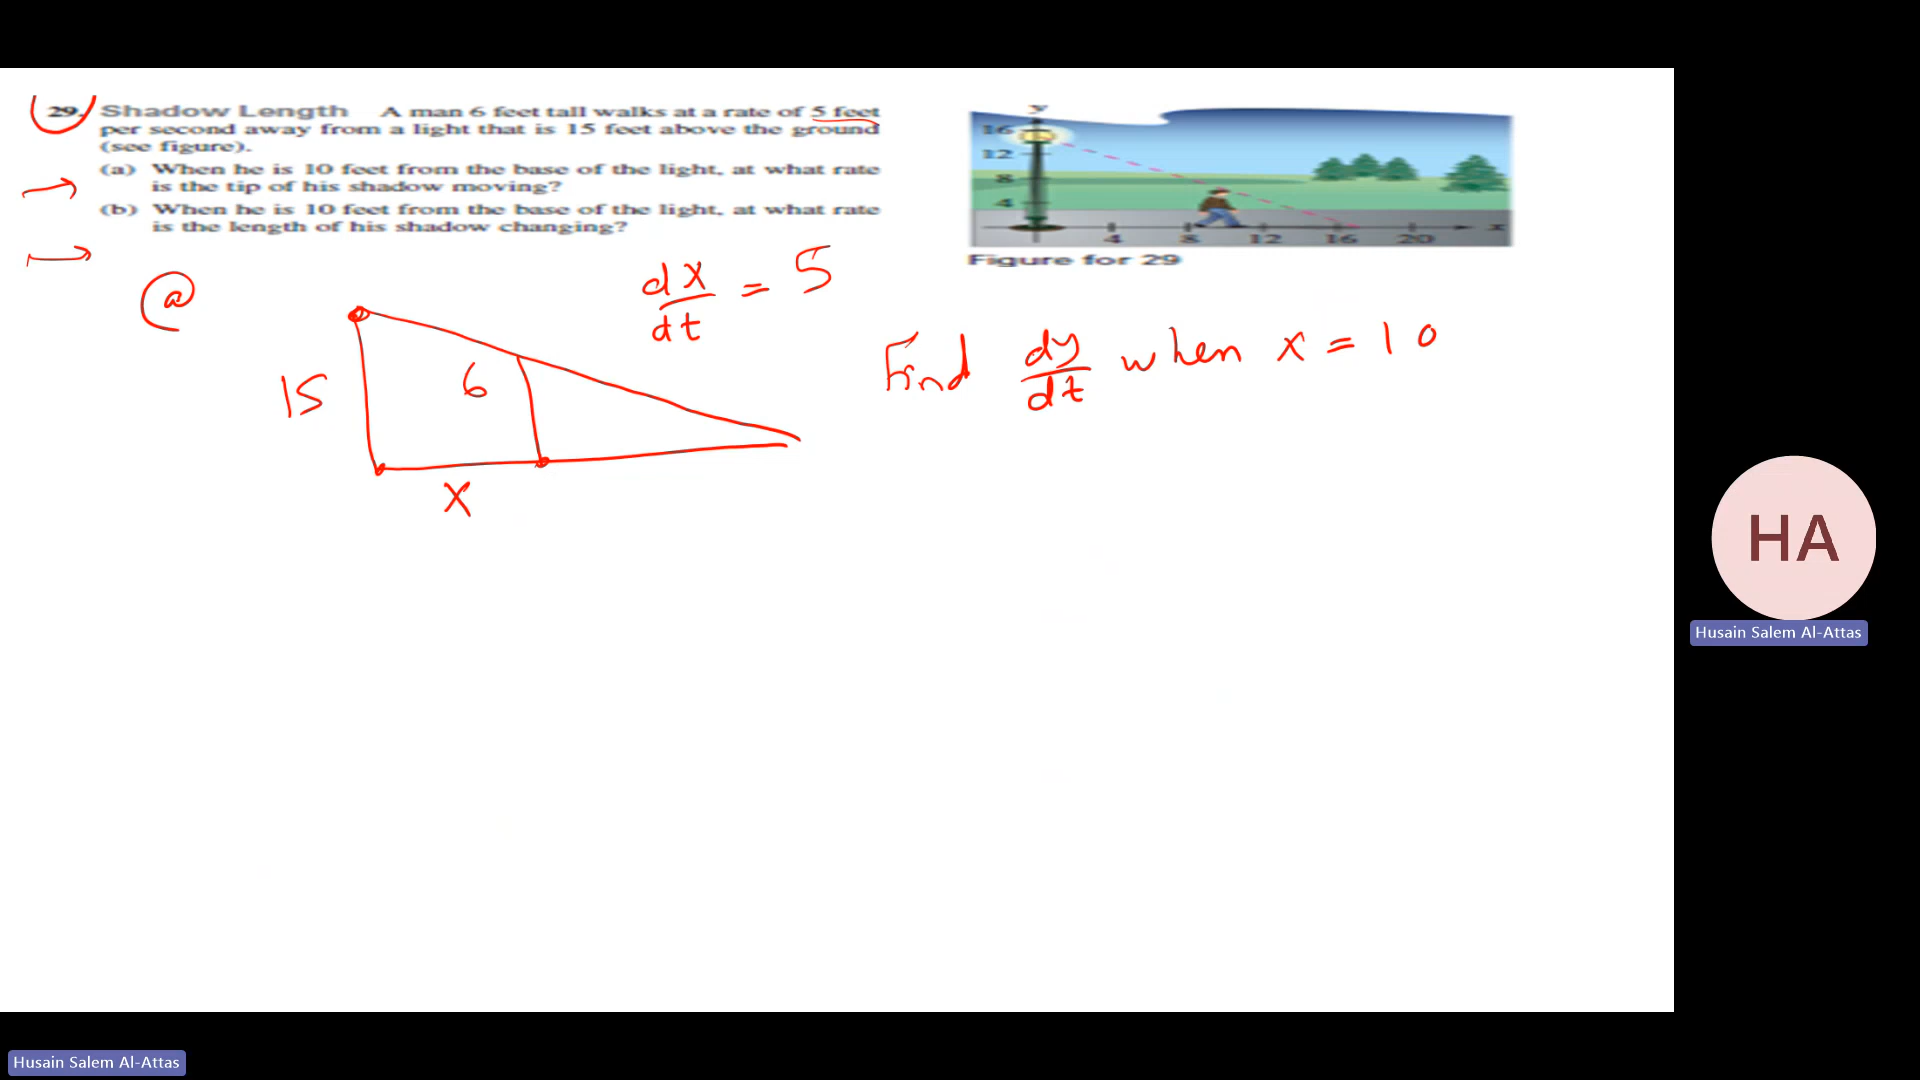 29. Shadow Length A man 6 feet tall walks at a rate of 5 feet
per second away from a light that is 15 feet above the ground
(see figure).
(a) When he is 10 feet from the base of the light, at what rate
is the tip of his shadow moving?
(b) When he is 10 feet from the base of the light, at what rate
is the length of his shadow changing?
y
16
12
8
4
4 8 12 16 20 x
Figure for 29
@
dx/dt = 5
Find dy/dt when x = 10
15
6
x
HA
Husain Salem Al-Attas
Husain Salem Al-Attas